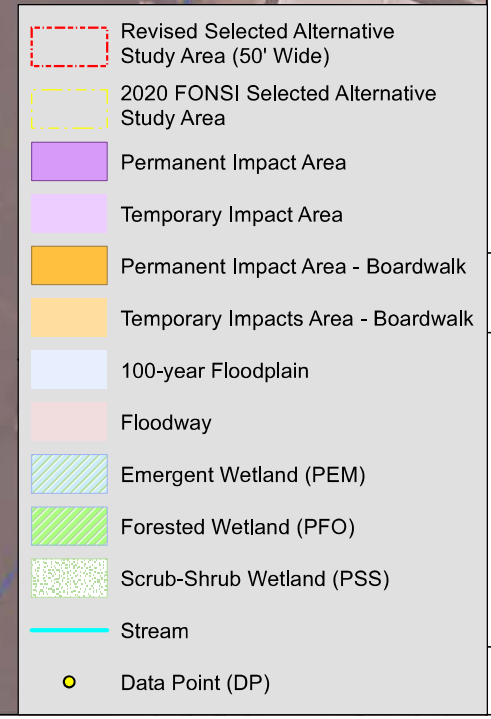 Revised Selected Alternative
Study Area (50' Wide)
2020 FONSI Selected Alternative
Study Area
Permanent Impact Area
Temporary Impact Area
Permanent Impact Area - Boardwalk
Temporary Impacts Area - Boardwalk
100-year Floodplain
Floodway
Emergent Wetland (PEM)
Forested Wetland (PFO)
Scrub-Shrub Wetland (PSS)
Stream
Data Point (DP)